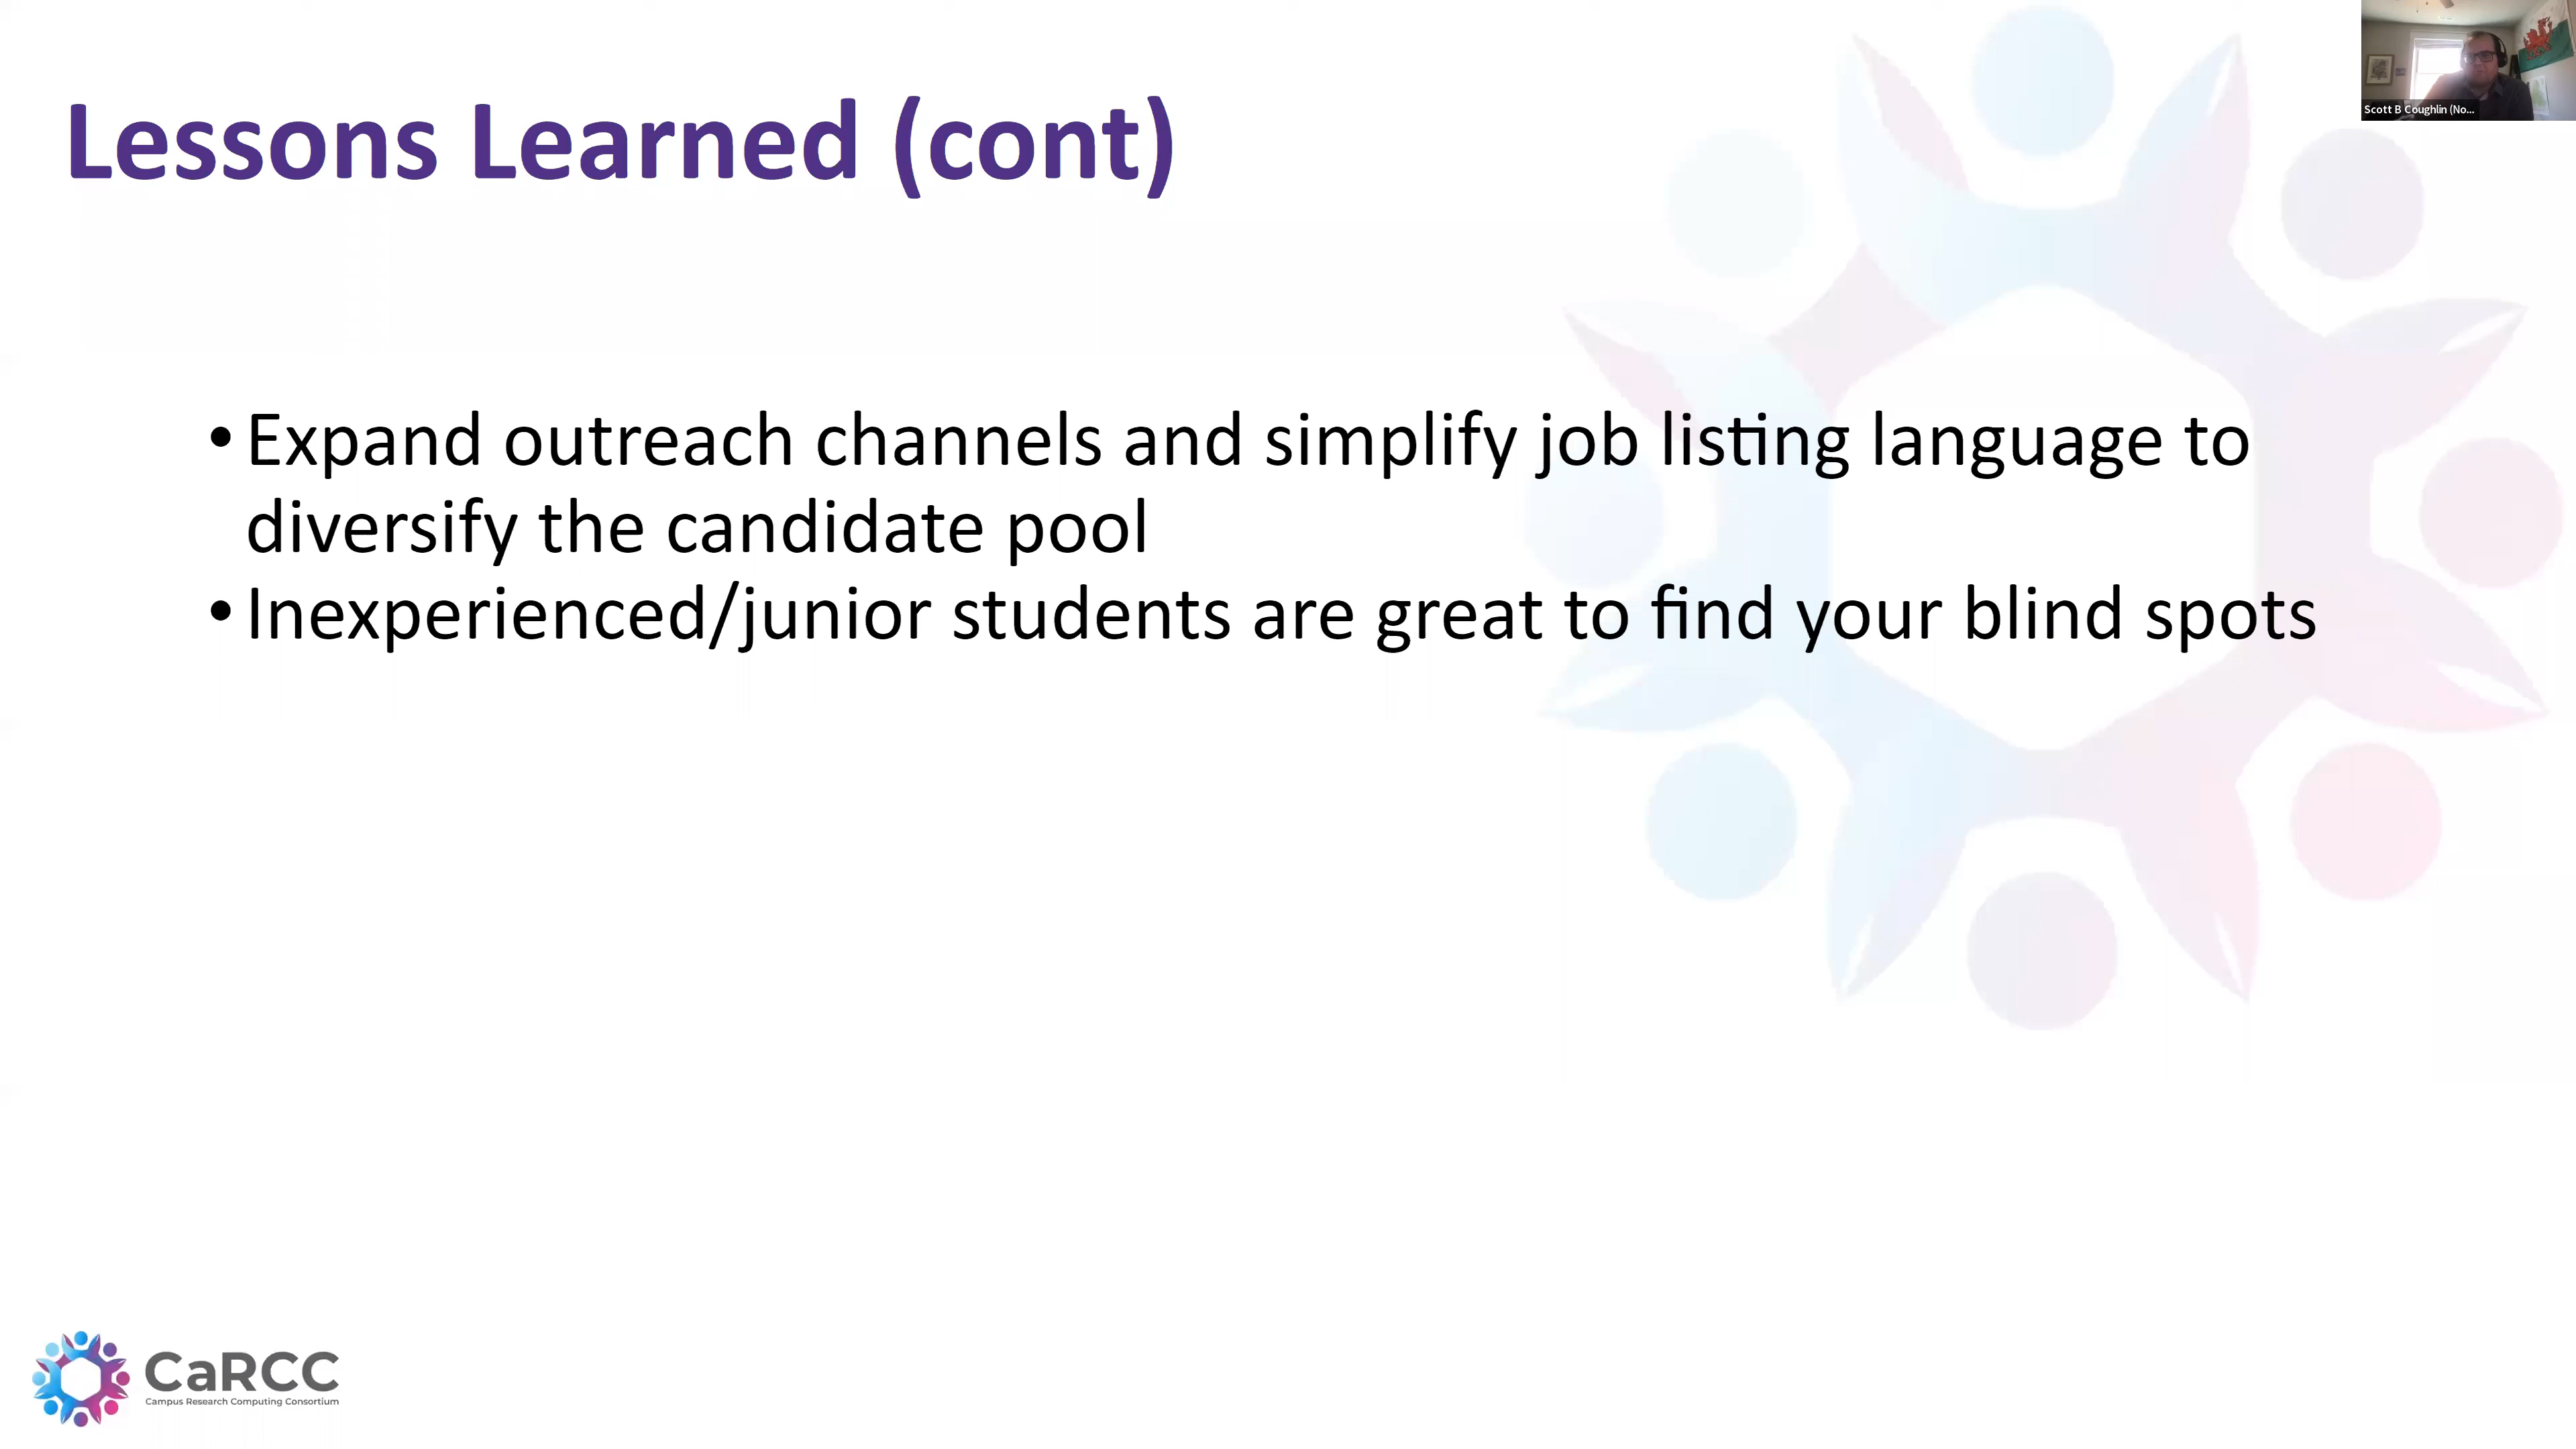 Scott B Coughlin (No...
Lessons Learned (cont)
• Expand outreach channels and simplify job listing language to
diversify the candidate pool
• Inexperienced/junior students are great to find your blind spots
CaRCC
Campus Research Computing Consortium